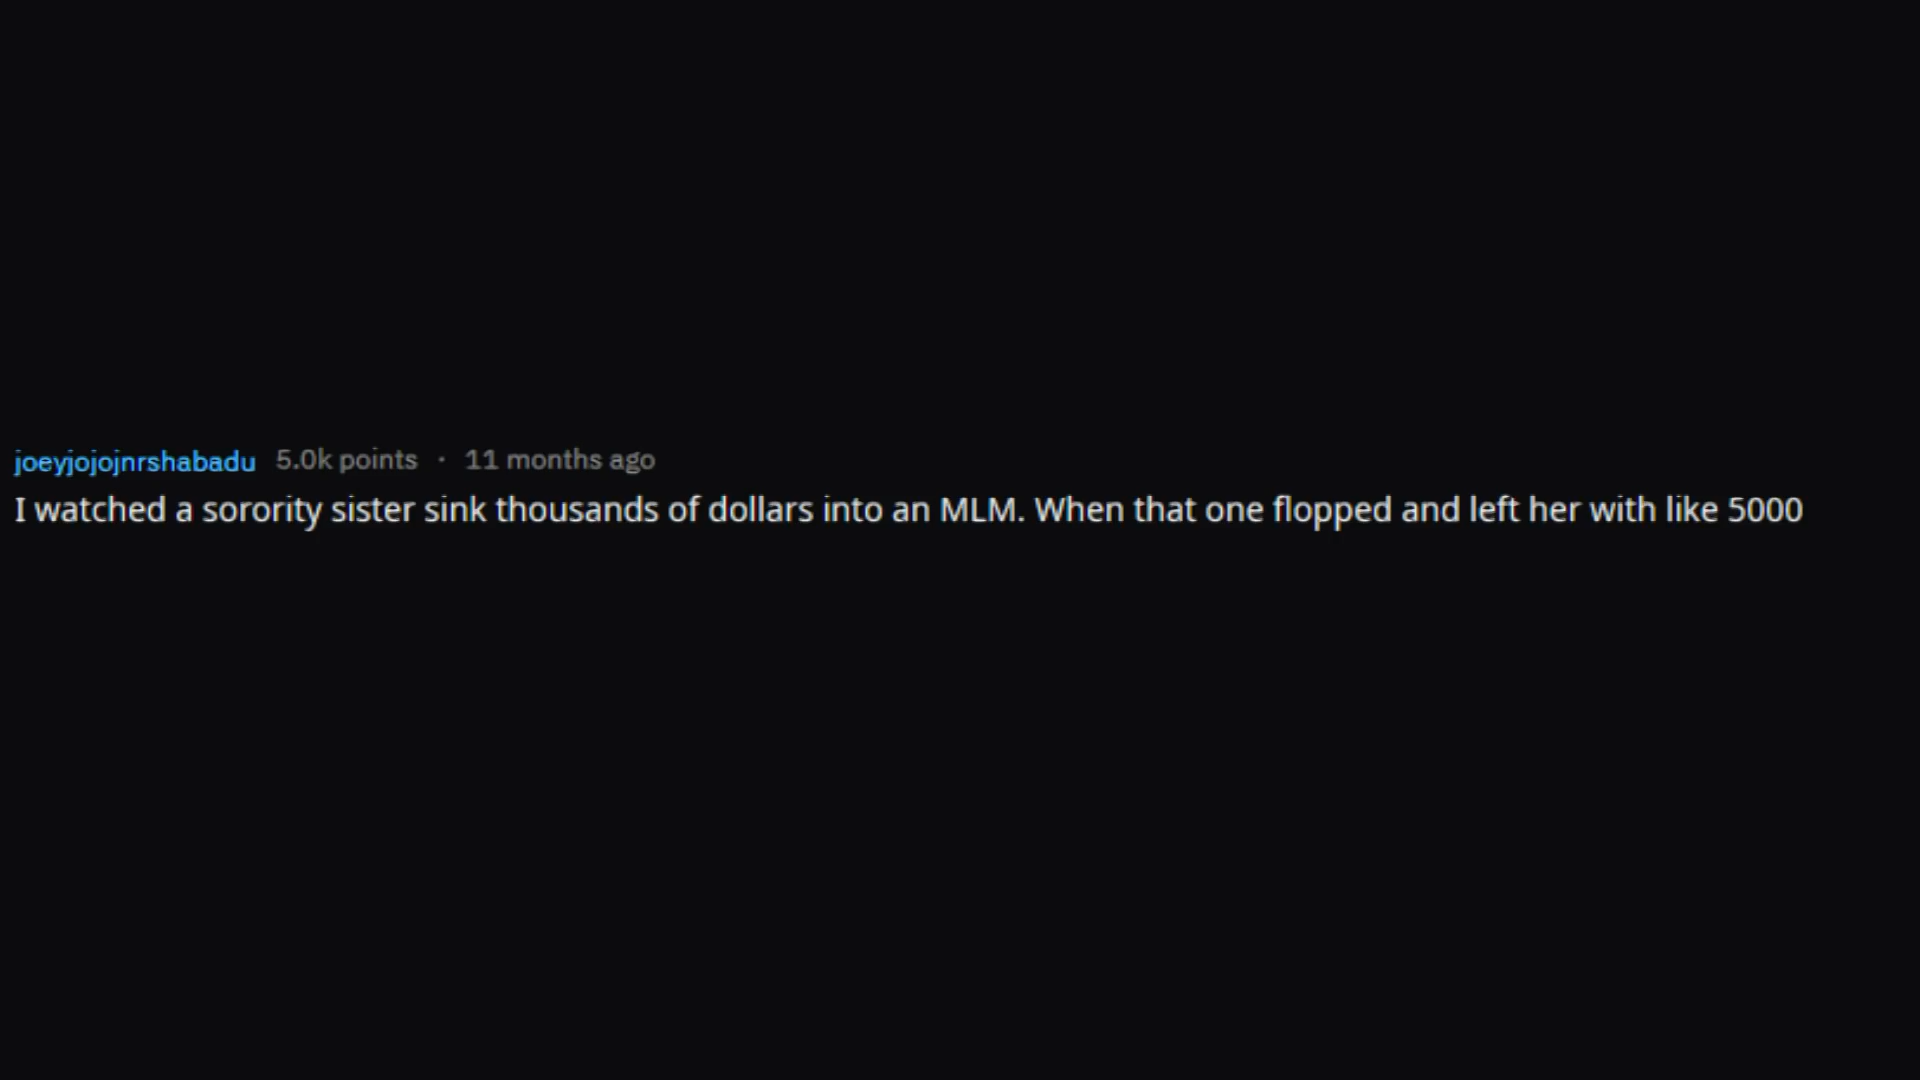 joeyjojojnrshabadu 5.0k points · 11 months ago
I watched a sorority sister sink thousands of dollars into an MLM. When that one flopped and left her with like 5000